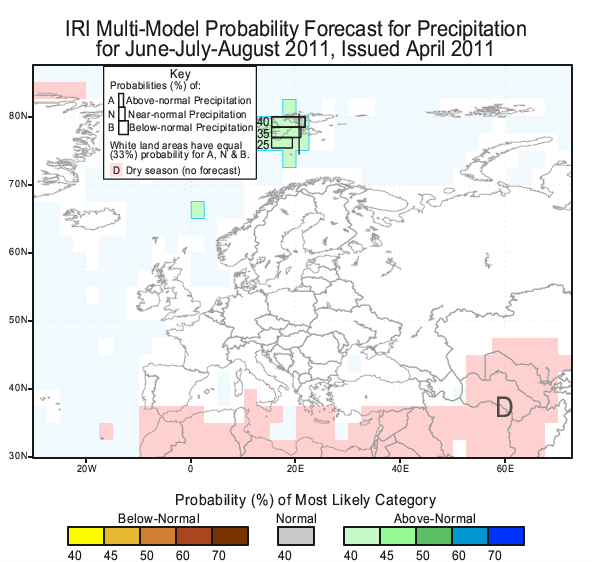 IRI Multi-Model Probability Forecast for Precipitation
for June-July-August 2011, Issued April 2011
Key
Probabilities (%) of:
A Above-normal Precipitation
N Near-normal Precipitation
B Below-normal Precipitation
White land areas have equal
(33%) probability for A, N & B.
D Dry season (no forecast)
40
35
25
80N
70N
60N
50N
40N
30N
D
20W 0 20E 40E 60E
Probability (%) of Most Likely Category
Below-Normal Normal Above-Normal
40 45 50 60 70 40 40 45 50 60 70